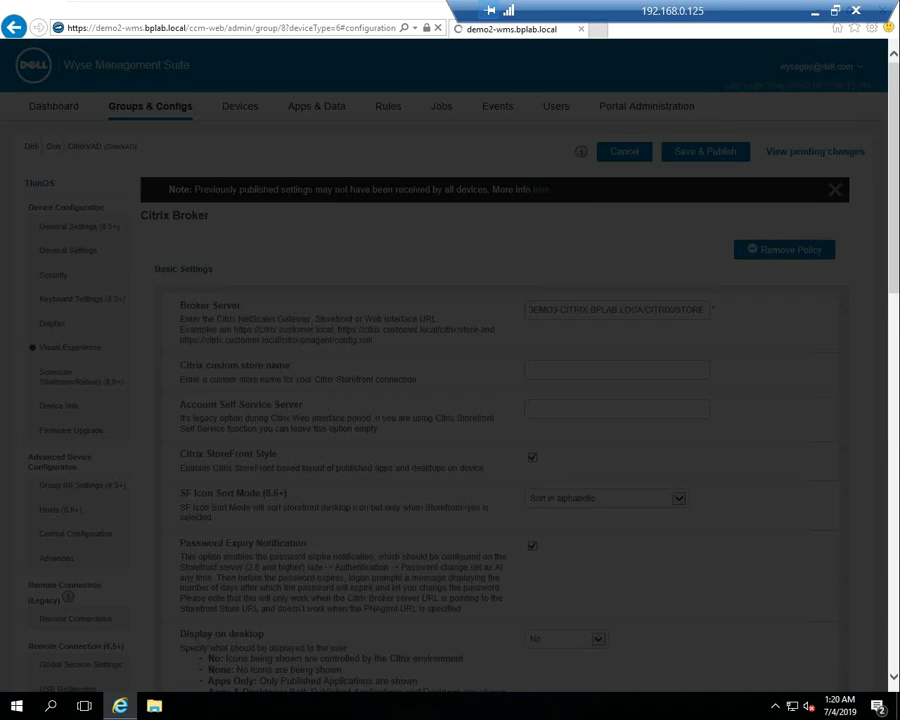 192.168.0.125
https://demo2-wms.bplab.local/ccm-web/admin/group/8?deviceType=6#configuration
demo2-wms.bplab.local
DELL
Wyse Management Suite
Dashboard
Groups & Configs
Devices
Apps & Data
Rules
Jobs
Events
Users
Portal Administration
Cancel
Save & Publish
View pending changes
ThinOS
Note: Previously published settings may not have been received by all devices. More info here
Device Configuration
Citrix Broker
General Settings (8.5+)
General Settings
Remove Policy
Security
Basic Settings
Keyboard Settings (8.5+)
Display
Visual Experience
Schedule
Shutdown/Reboot (8.5+)
Device Info
Firmware Upgrade
Broker Server
Enter the Citrix NetScaler Gateway, Storefront or Web Interface URL.
Examples are https://citrix.customer.local, https://citrix.customer.local/citrix/store and
https://citrix.customer.local/citrix/pnagent/config.xml
JEMO3-CITRIX.BPLAB.LOCA/CITRIX/STORE *
Citrix custom store name
Enter a custom store name for your Citrix Storefront connection
Account Self-Service Server
It's legacy option during Citrix Web interface period. If you are using Citrix Storefront
Self Service function you can leave this option empty
Advanced Device
Configuration
Citrix StoreFront Style
Enables Citrix StoreFront based layout of published apps and desktops on device
Group INI Settings (8.5+)
Hosts (8.6+)
Central Configuration
Advanced
SF Icon Sort Mode (8.6+)
SF Icon Sort Mode will sort storefront desktop icon but only when Storefront=yes is
selected
Sort in alphabetic
Password Expiry Notification
This option enables the password expire notification, which should be configured on the
Storefront server (3.6 and higher) side -> Authentication -> Password change set as At
any time. Then before the password expires, logon prompts a message displaying the
number of days after which the password will expire and let you change the password.
Please note that this will only work when the Citrix Broker server URL is pointing to the
Storefront Store URL and doesn't work when the PNAgent URL is specified
Remote Connection
(Legacy)
Remote Connections
Display on desktop
Specify what should be displayed to the user
No
No: Icons being shown are controlled by the Citrix environment
None: No Icons are being shown
Apps Only: Only Published Applications are shown
Remote Connection (8.5+)
Global Session Settings
USB Redirection
1:20 AM
7/4/2019
2